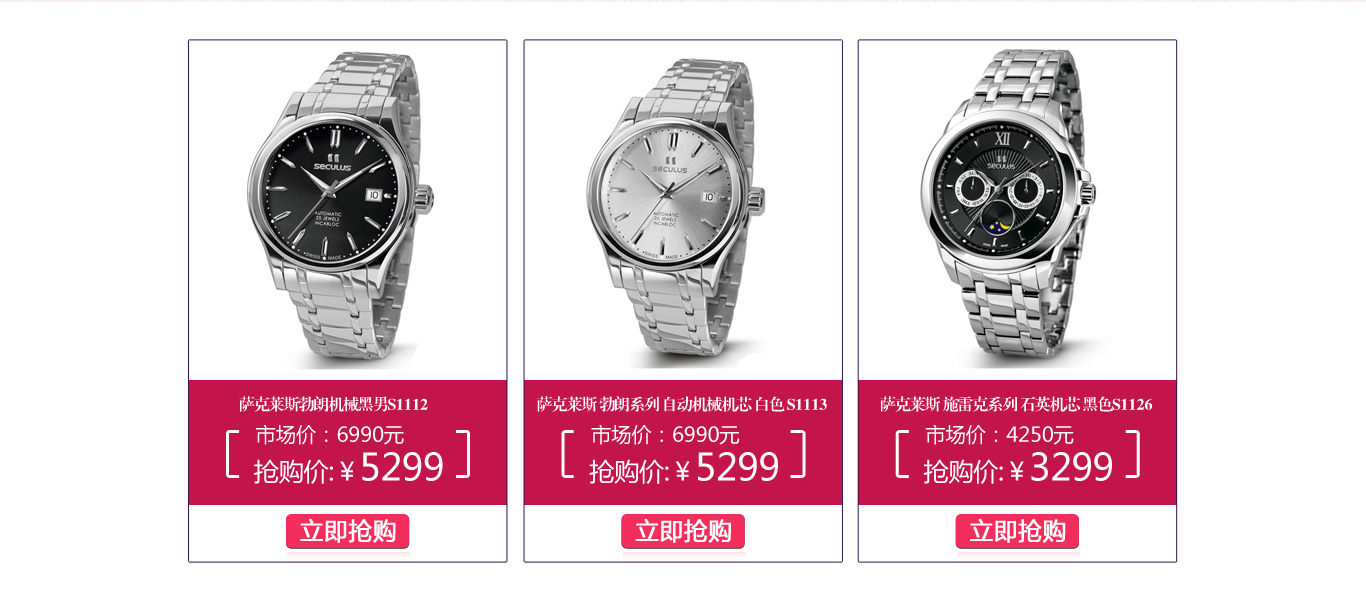 SECULUS
10
AUTOMATIC
25 JEWELS
INCABLOC
SWISS MADE
萨克莱斯勃朗机械黑男S1112
市场价：6990元
抢购价:￥5299
立即抢购
SECULUS
10
AUTOMATIC
25 JEWELS
INCABLOC
SWISS MADE
萨克莱斯 勃朗系列 自动机械机芯 白色 S1113
市场价：6990元
抢购价:￥5299
立即抢购
XII
SECULUS
萨克莱斯 施雷克系列 石英机芯 黑色S1126
市场价：4250元
抢购价:￥3299
立即抢购